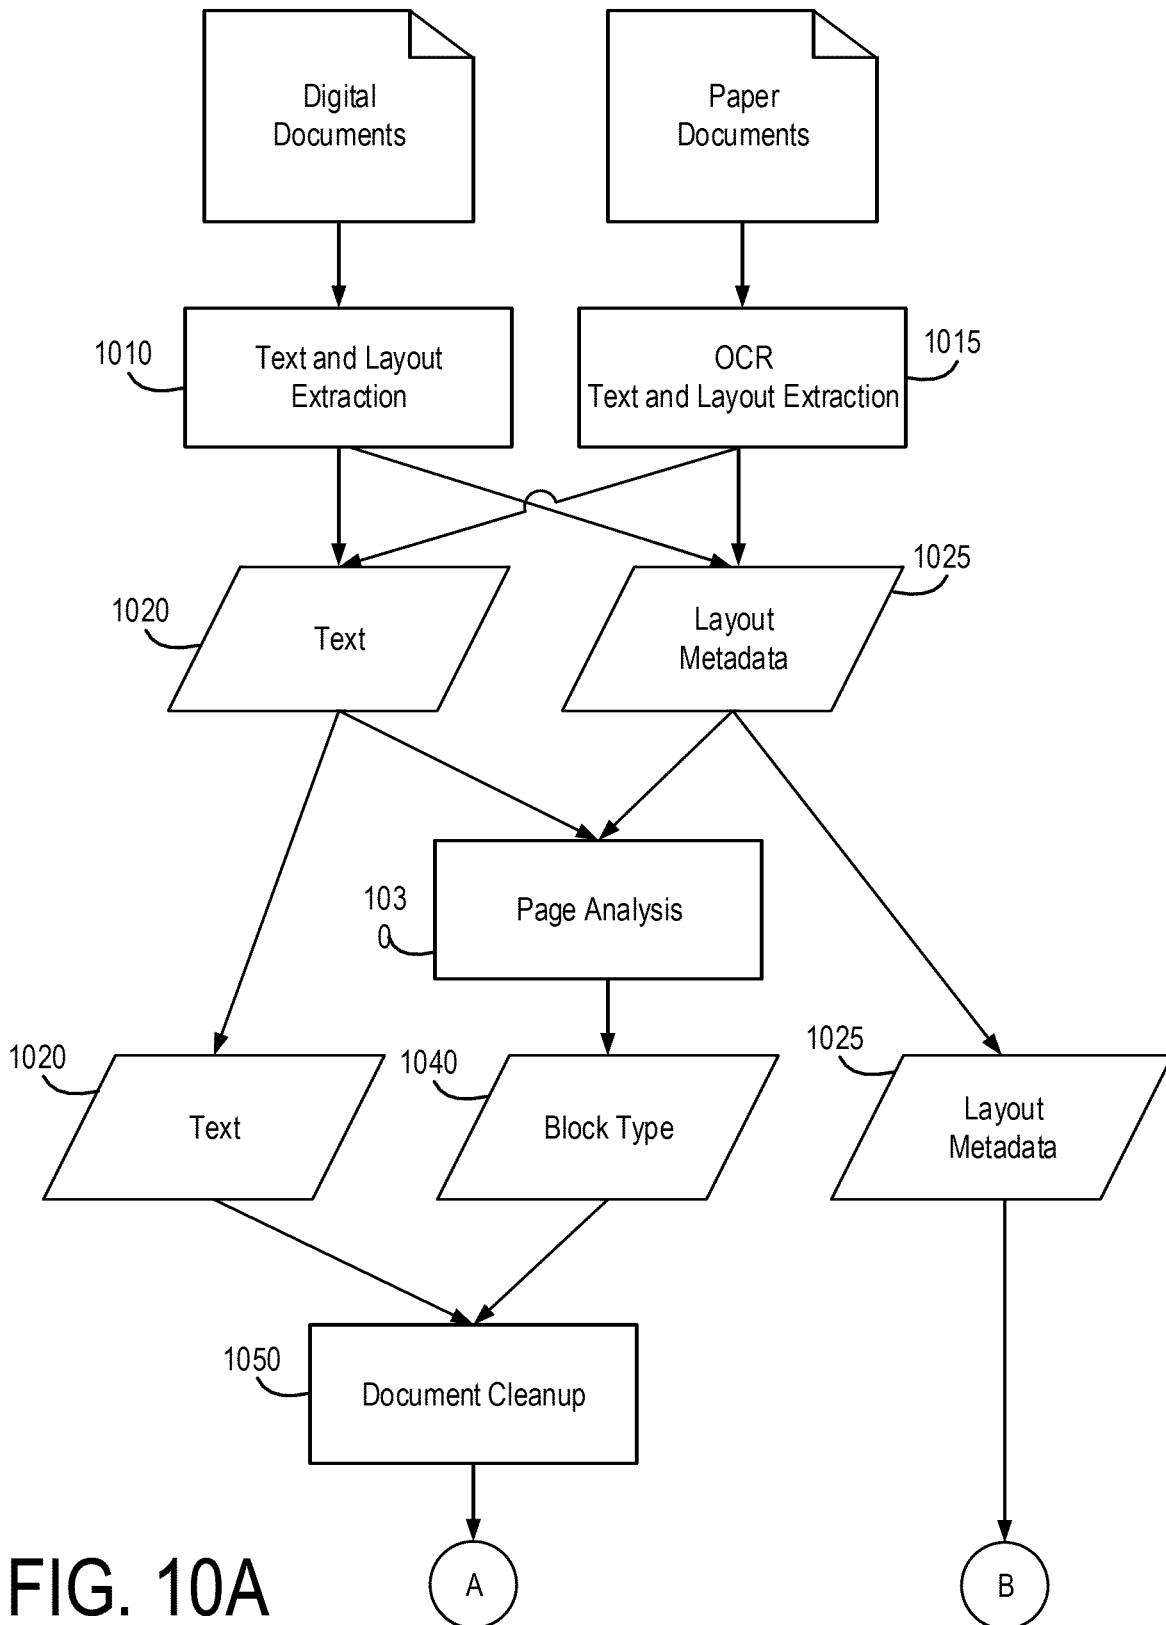 Digital
Documents
Paper
Documents
1010
Text and Layout
Extraction
OCR
Text and Layout Extraction
1015
1020
Text
Layout
Metadata
1025
103
0
Page Analysis
1020
Text
1040
Block Type
1025
Layout
Metadata
1050
Document Cleanup
FIG. 10A
A
B